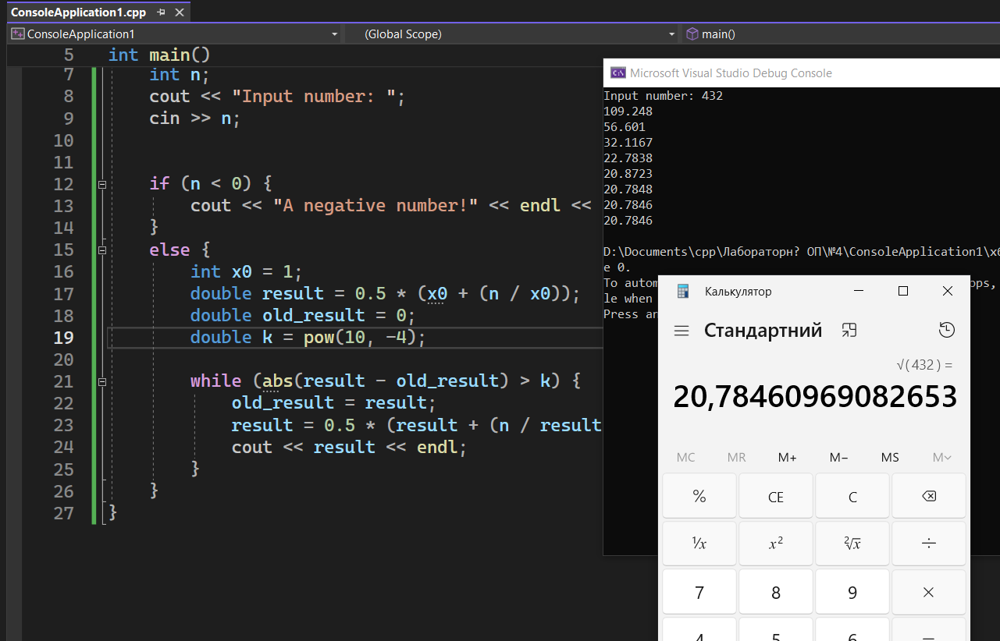 ConsoleApplication1.cpp
ConsoleApplication1
(Global Scope)
main()
5 int main()
7 int n;
8 cout << "Input number: ";
9 cin >> n;
10
11
12 if (n < 0) {
13 cout << "A negative number!" << endl <<
14 }
15 else {
16 int x0 = 1;
17 double result = 0.5 * (x0 + (n / x0));
18 double old_result = 0;
19 double k = pow(10, -4);
20
21 while (abs(result - old_result) > k) {
22 old_result = result;
23 result = 0.5 * (result + (n / result
24 cout << result << endl;
25 }
26 }
27 }
Microsoft Visual Studio Debug Console
Input number: 432
109.248
56.601
32.1167
22.7838
20.8723
20.7848
20.7846
20.7846
D:\Documents\cpp\Лабораторн? ОП\№4\ConsoleApplication1\x6
e 0.
To autom
ops,
le when
Press an
Калькулятор
Стандартний
√( 432 ) =
20,78460969082653
MC MR M+ M− MS M˅
% CE C ⌫
¹⁄x x² ²√x ÷
7 8 9 ×
4 5 6 −